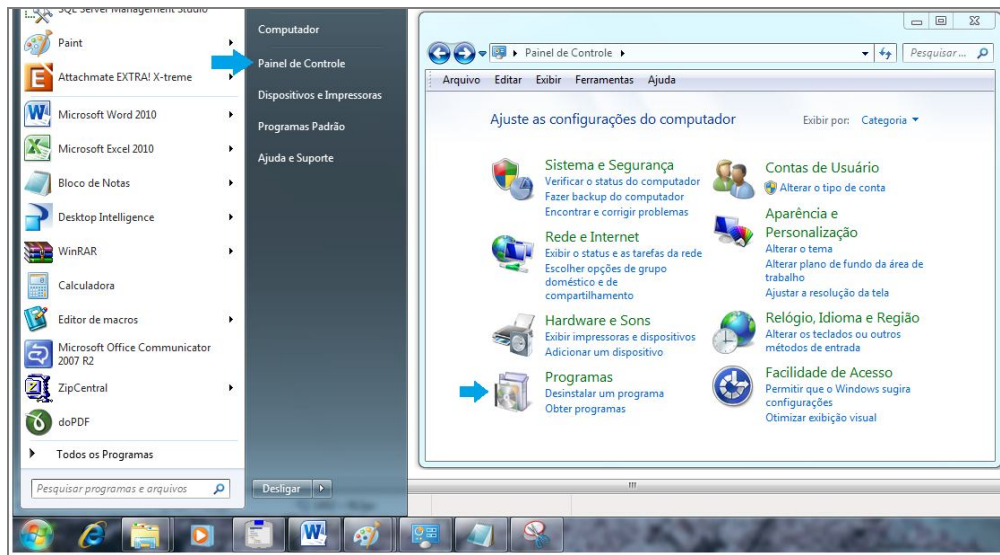 SQL Server Management Studio
Paint
Attachmate EXTRA! X-treme
Microsoft Word 2010
Microsoft Excel 2010
Bloco de Notas
Desktop Intelligence
WinRAR
Calculadora
Editor de macros
Microsoft Office Communicator
2007 R2
ZipCentral
doPDF
Todos os Programas
Pesquisar programas e arquivos
Computador
Painel de Controle
Dispositivos e Impressoras
Programas Padrão
Ajuda e Suporte
Desligar
Painel de Controle
Pesquisar...
Arquivo Editar Exibir Ferramentas Ajuda
Ajuste as configurações do computador
Exibir por: Categoria
Sistema e Segurança
Verificar o status do computador
Fazer backup do computador
Encontrar e corrigir problemas
Rede e Internet
Exibir o status e as tarefas da rede
Escolher opções de grupo
doméstico e de
compartilhamento
Hardware e Sons
Exibir impressoras e dispositivos
Adicionar um dispositivo
Programas
Desinstalar um programa
Obter programas
Contas de Usuário
Alterar o tipo de conta
Aparência e
Personalização
Alterar o tema
Alterar plano de fundo da área de
trabalho
Ajustar a resolução da tela
Relógio, Idioma e Região
Alterar os teclados ou outros
métodos de entrada
Facilidade de Acesso
Permitir que o Windows sugira
configurações
Otimizar exibição visual